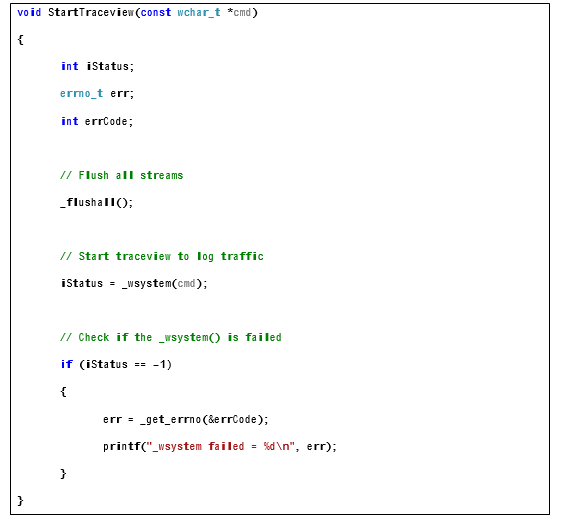 void StartTraceview(const wchar_t *cmd)
{
int iStatus;
errno_t err;
int errCode;
// Flush all streams
_flushall();
// Start traceview to log traffic
iStatus = _wsystem(cmd);
// Check if the _wsystem() is failed
if (iStatus == -1)
{
err = _get_errno(&errCode);
printf("_wsystem failed = %d\n", err);
}
}